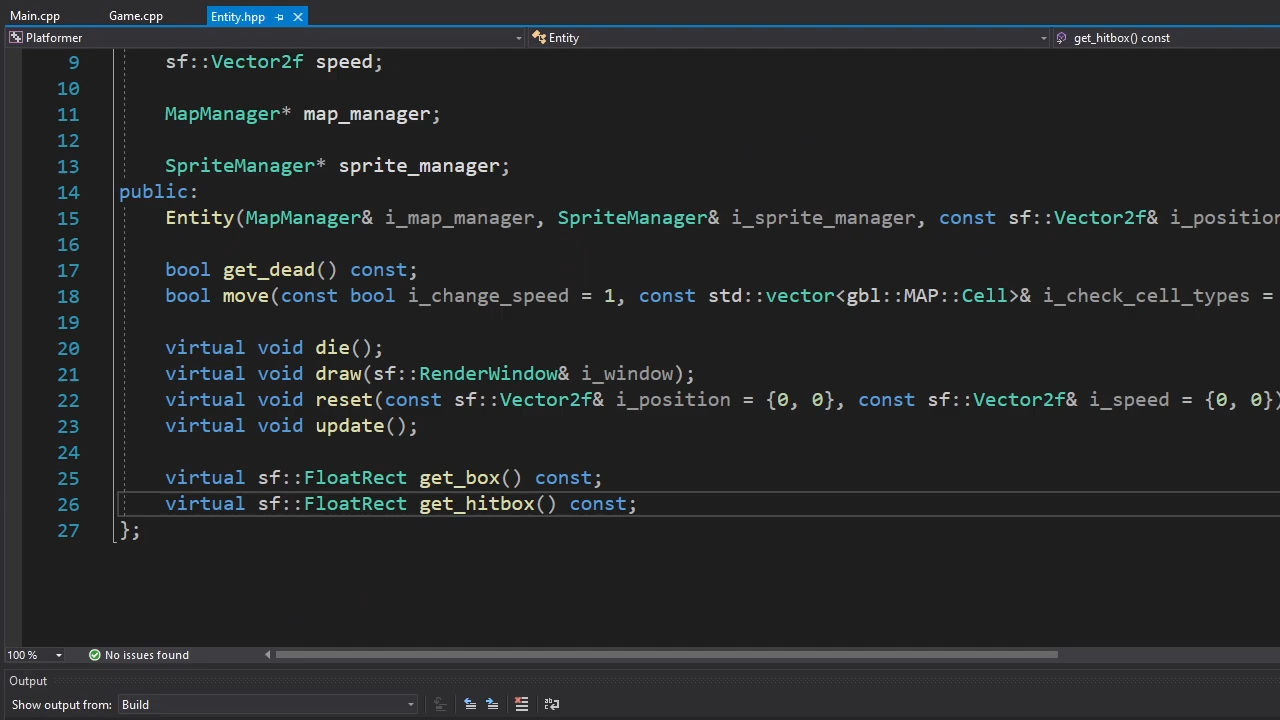 Main.cpp Game.cpp Entity.hpp
Platformer Entity get_hitbox() const
9 sf::Vector2f speed;
10
11 MapManager* map_manager;
12
13 SpriteManager* sprite_manager;
14 public:
15 Entity(MapManager& i_map_manager, SpriteManager& i_sprite_manager, const sf::Vector2f& i_position
16
17 bool get_dead() const;
18 bool move(const bool i_change_speed = 1, const std::vector<gbl::MAP::Cell>& i_check_cell_types =
19
20 virtual void die();
21 virtual void draw(sf::RenderWindow& i_window);
22 virtual void reset(const sf::Vector2f& i_position = {0, 0}, const sf::Vector2f& i_speed = {0, 0})
23 virtual void update();
24
25 virtual sf::FloatRect get_box() const;
26 virtual sf::FloatRect get_hitbox() const;
27 };
100 % No issues found
Output
Show output from: Build